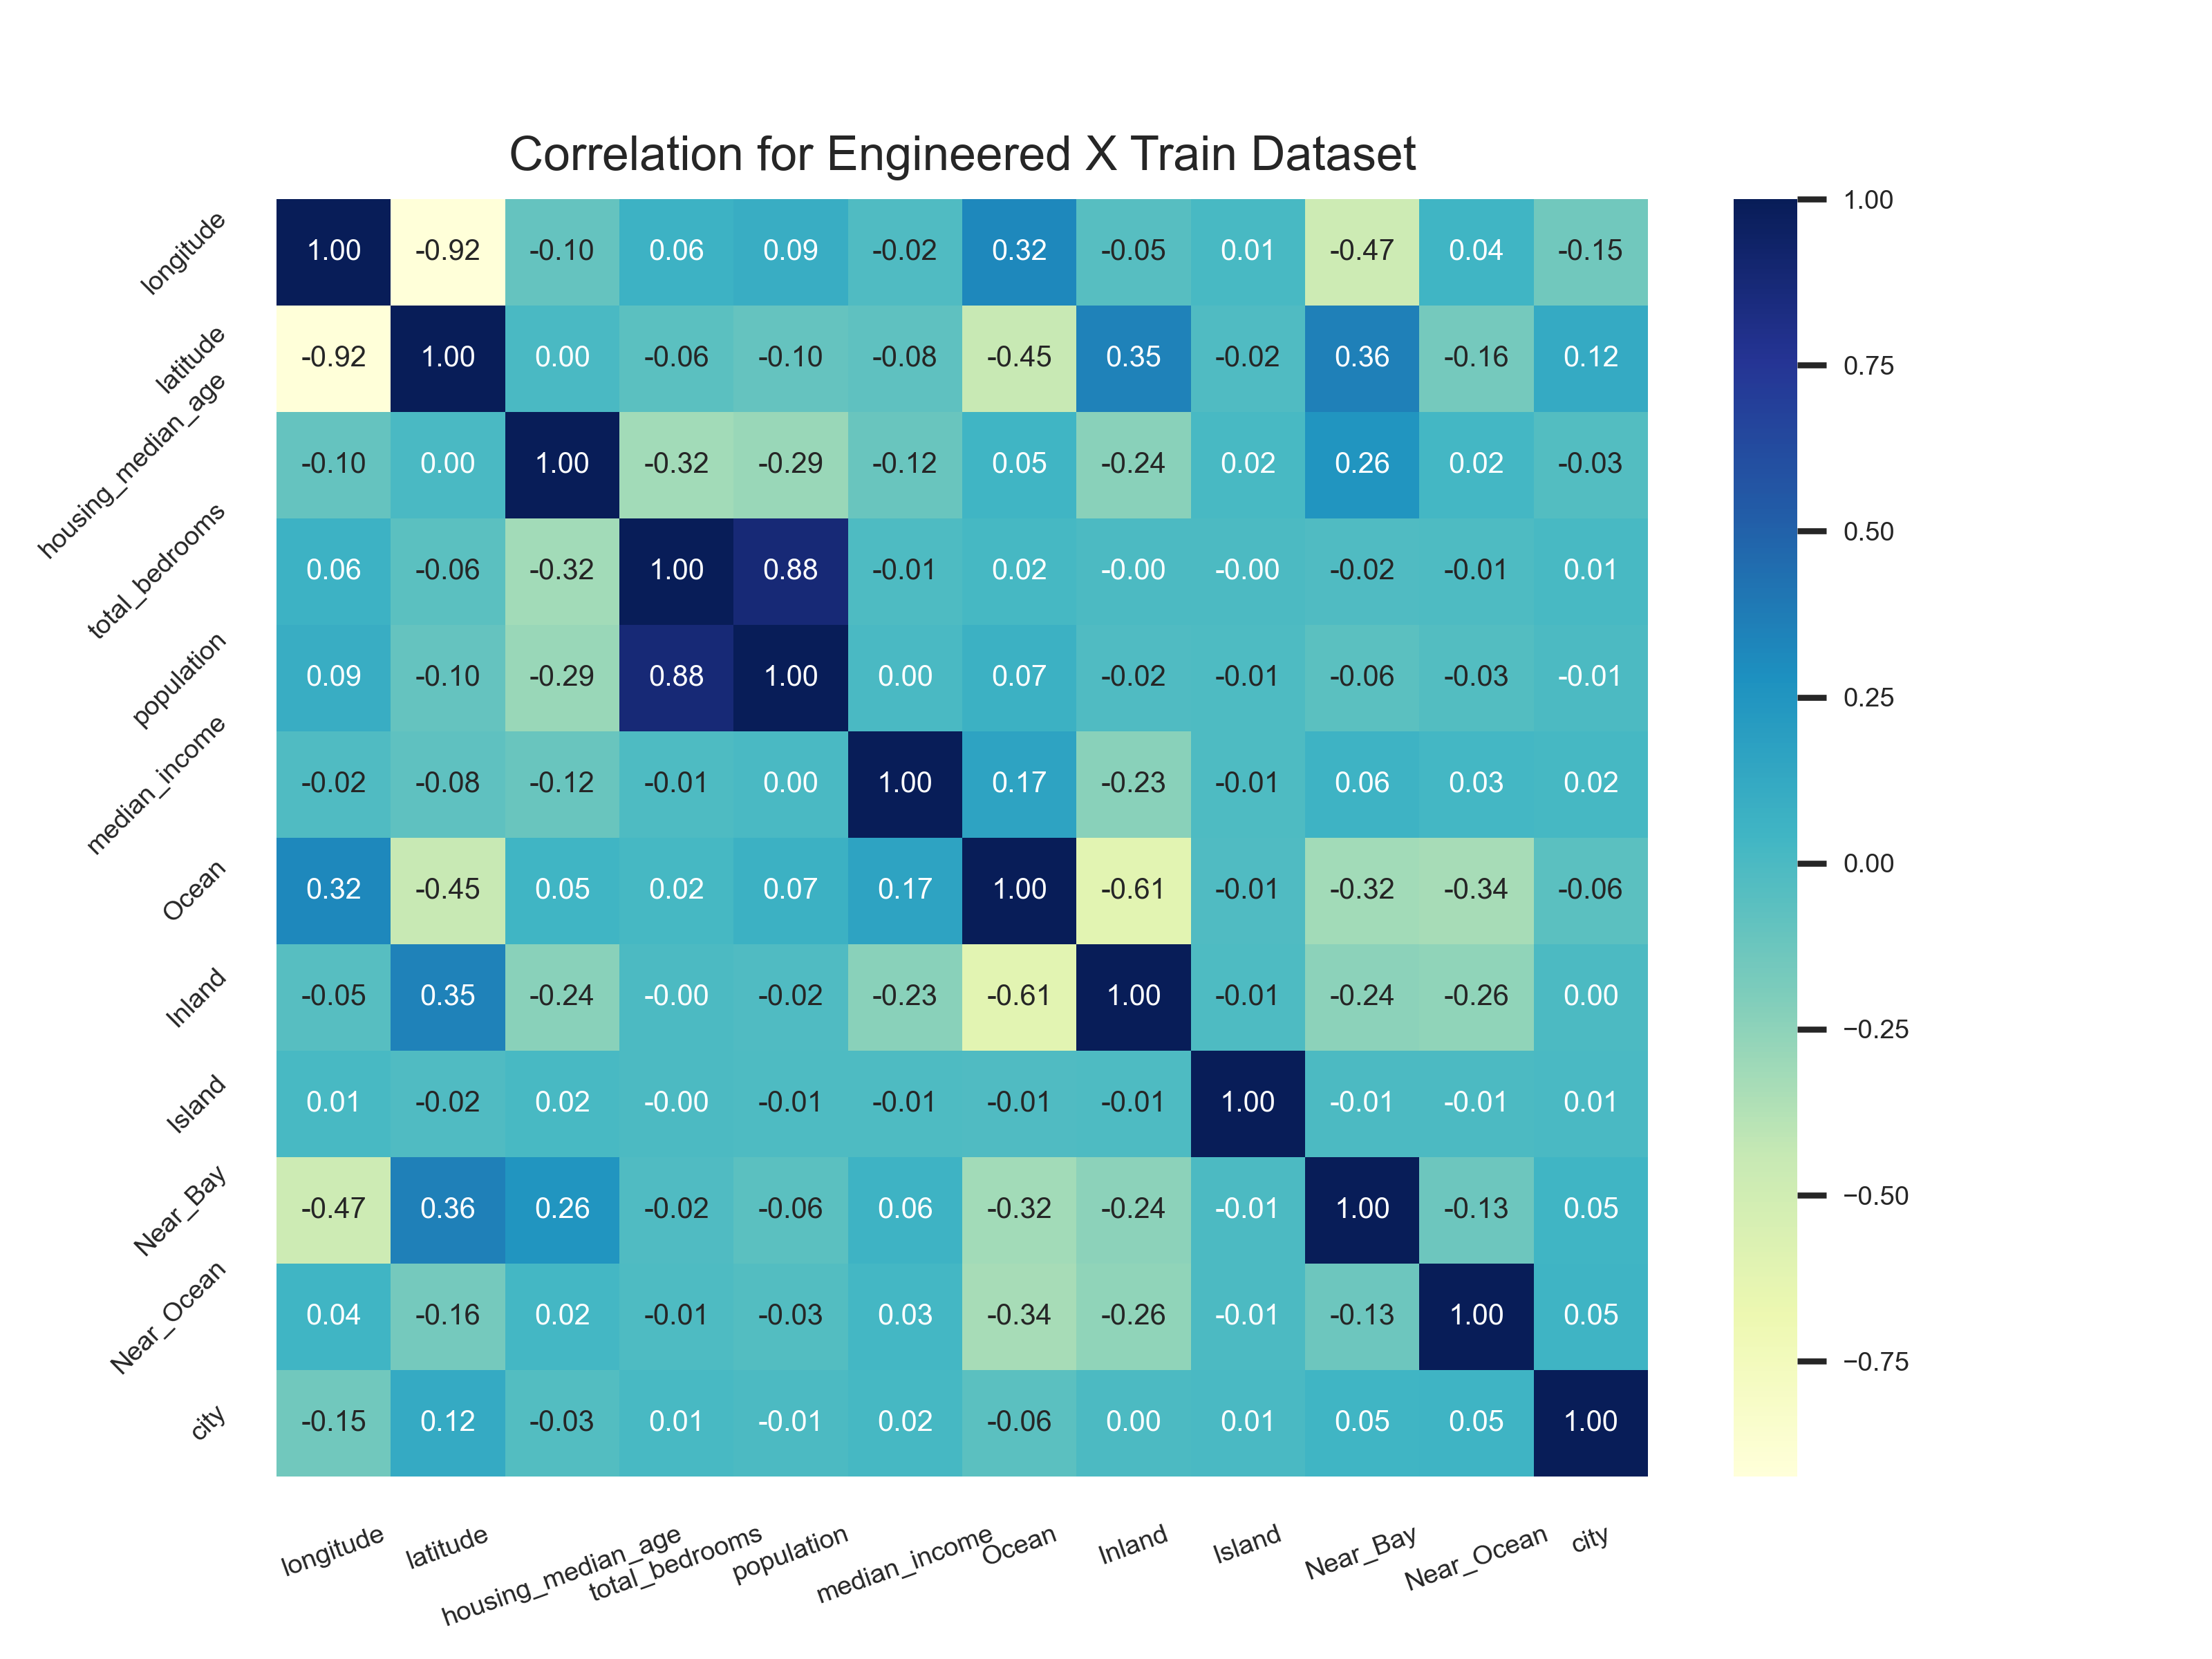 Correlation for Engineered X Train Dataset
longitude 1.00 -0.92 -0.10 0.06 0.09 -0.02 0.32 -0.05 0.01 -0.47 0.04 -0.15
latitude -0.92 1.00 0.00 -0.06 -0.10 -0.08 -0.45 0.35 -0.02 0.36 -0.16 0.12
housing_median_age -0.10 0.00 1.00 -0.32 -0.29 -0.12 0.05 -0.24 0.02 0.26 0.02 -0.03
total_bedrooms 0.06 -0.06 -0.32 1.00 0.88 -0.01 0.02 -0.00 -0.00 -0.02 -0.01 0.01
population 0.09 -0.10 -0.29 0.88 1.00 0.00 0.07 -0.02 -0.01 -0.06 -0.03 -0.01
median_income -0.02 -0.08 -0.12 -0.01 0.00 1.00 0.17 -0.23 -0.01 0.06 0.03 0.02
Ocean 0.32 -0.45 0.05 0.02 0.07 0.17 1.00 -0.61 -0.01 -0.32 -0.34 -0.06
Inland -0.05 0.35 -0.24 -0.00 -0.02 -0.23 -0.61 1.00 -0.01 -0.24 -0.26 0.00
Island 0.01 -0.02 0.02 -0.00 -0.01 -0.01 -0.01 -0.01 1.00 -0.01 -0.01 0.01
Near_Bay -0.47 0.36 0.26 -0.02 -0.06 0.06 -0.32 -0.24 -0.01 1.00 -0.13 0.05
Near_Ocean 0.04 -0.16 0.02 -0.01 -0.03 0.03 -0.34 -0.26 -0.01 -0.13 1.00 0.05
city -0.15 0.12 -0.03 0.01 -0.01 0.02 -0.06 0.00 0.01 0.05 0.05 1.00
longitude latitude housing_median_age total_bedrooms population median_income Ocean Inland Island Near_Bay Near_Ocean city
1.00
0.75
0.50
0.25
0.00
−0.25
−0.50
−0.75